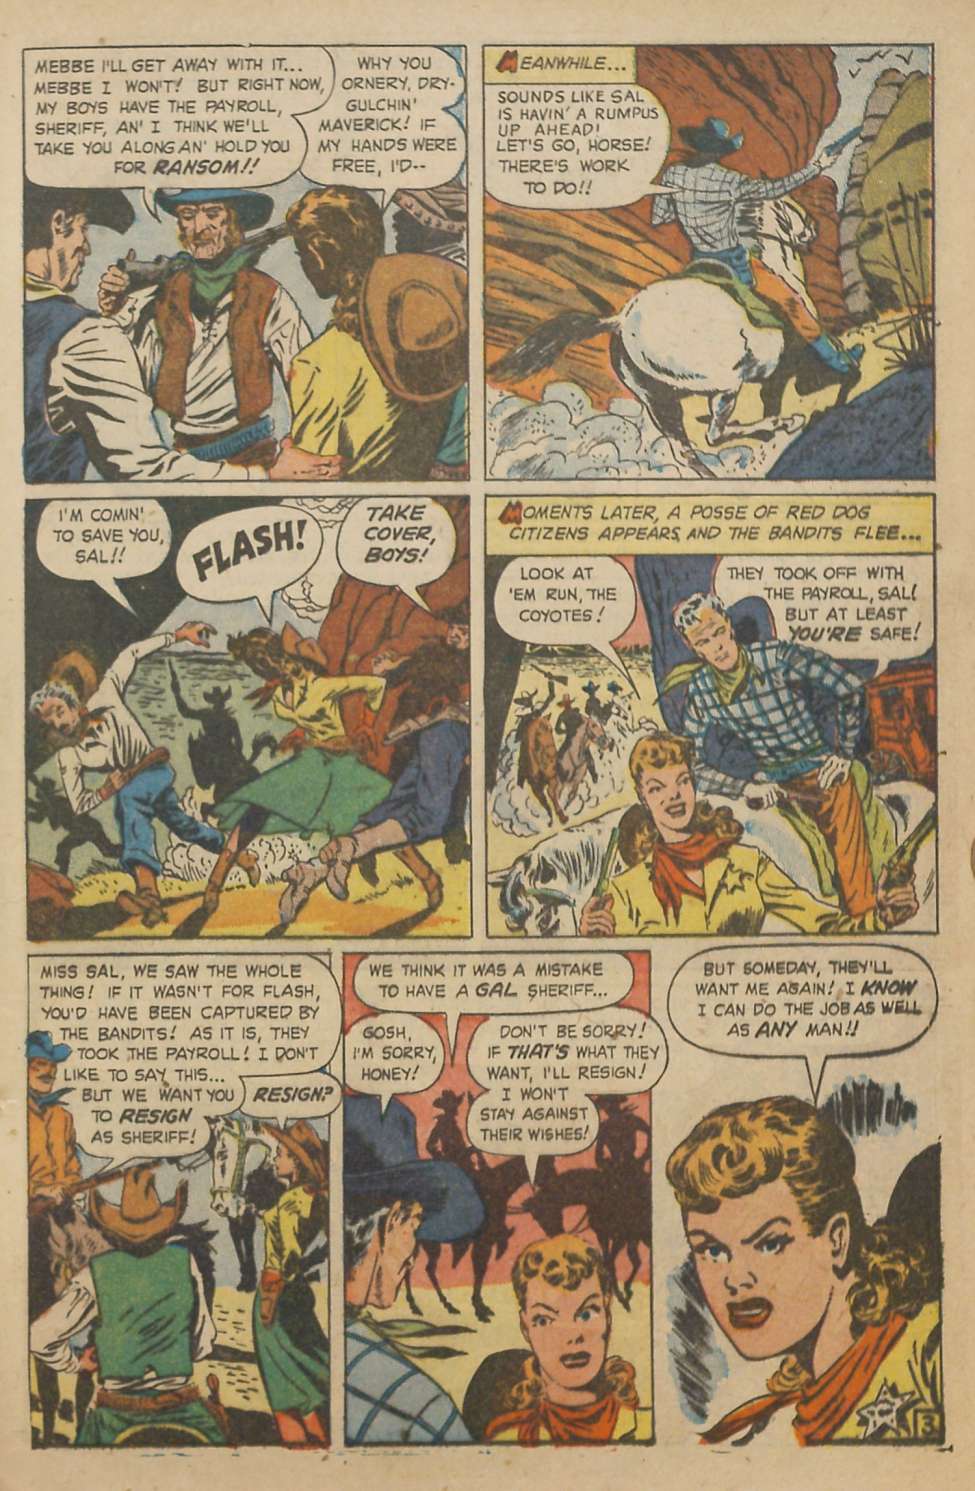 MEBBE I'LL GET AWAY WITH IT...
MEBBE I WON'T! BUT RIGHT NOW,
MY BOYS HAVE THE PAYROLL,
SHERIFF, AN' I THINK WE'LL
TAKE YOU ALONG AN' HOLD YOU
FOR RANSOM!!
WHY YOU
ORNERY, DRY-
GULCHIN'
MAVERICK! IF
MY HANDS WERE
FREE, I'D--
MEANWHILE...
SOUNDS LIKE SAL
IS HAVIN' A RUMPUS
UP AHEAD!
LET'S GO, HORSE!
THERE'S WORK
TO DO!!
I'M COMIN'
TO SAVE YOU,
SAL!!
FLASH!
TAKE
COVER,
BOYS!
MOMENTS LATER, A POSSE OF RED DOG
CITIZENS APPEARS, AND THE BANDITS FLEE...
LOOK AT
'EM RUN, THE
COYOTES!
THEY TOOK OFF WITH
THE PAYROLL, SAL!
BUT AT LEAST
YOU'RE SAFE!
MISS SAL, WE SAW THE WHOLE
THING! IF IT WASN'T FOR FLASH,
YOU'D HAVE BEEN CAPTURED BY
THE BANDITS! AS IT IS, THEY
TOOK THE PAYROLL! I DON'T
LIKE TO SAY THIS...
BUT WE WANT YOU
TO RESIGN
AS SHERIFF!
RESIGN?
WE THINK IT WAS A MISTAKE
TO HAVE A GAL SHERIFF...
GOSH,
I'M SORRY,
HONEY!
DON'T BE SORRY!
IF THAT'S WHAT THEY
WANT, I'LL RESIGN!
I WON'T
STAY AGAINST
THEIR WISHES!
BUT SOMEDAY, THEY'LL
WANT ME AGAIN! I KNOW
I CAN DO THE JOB AS WELL
AS ANY MAN!!
3